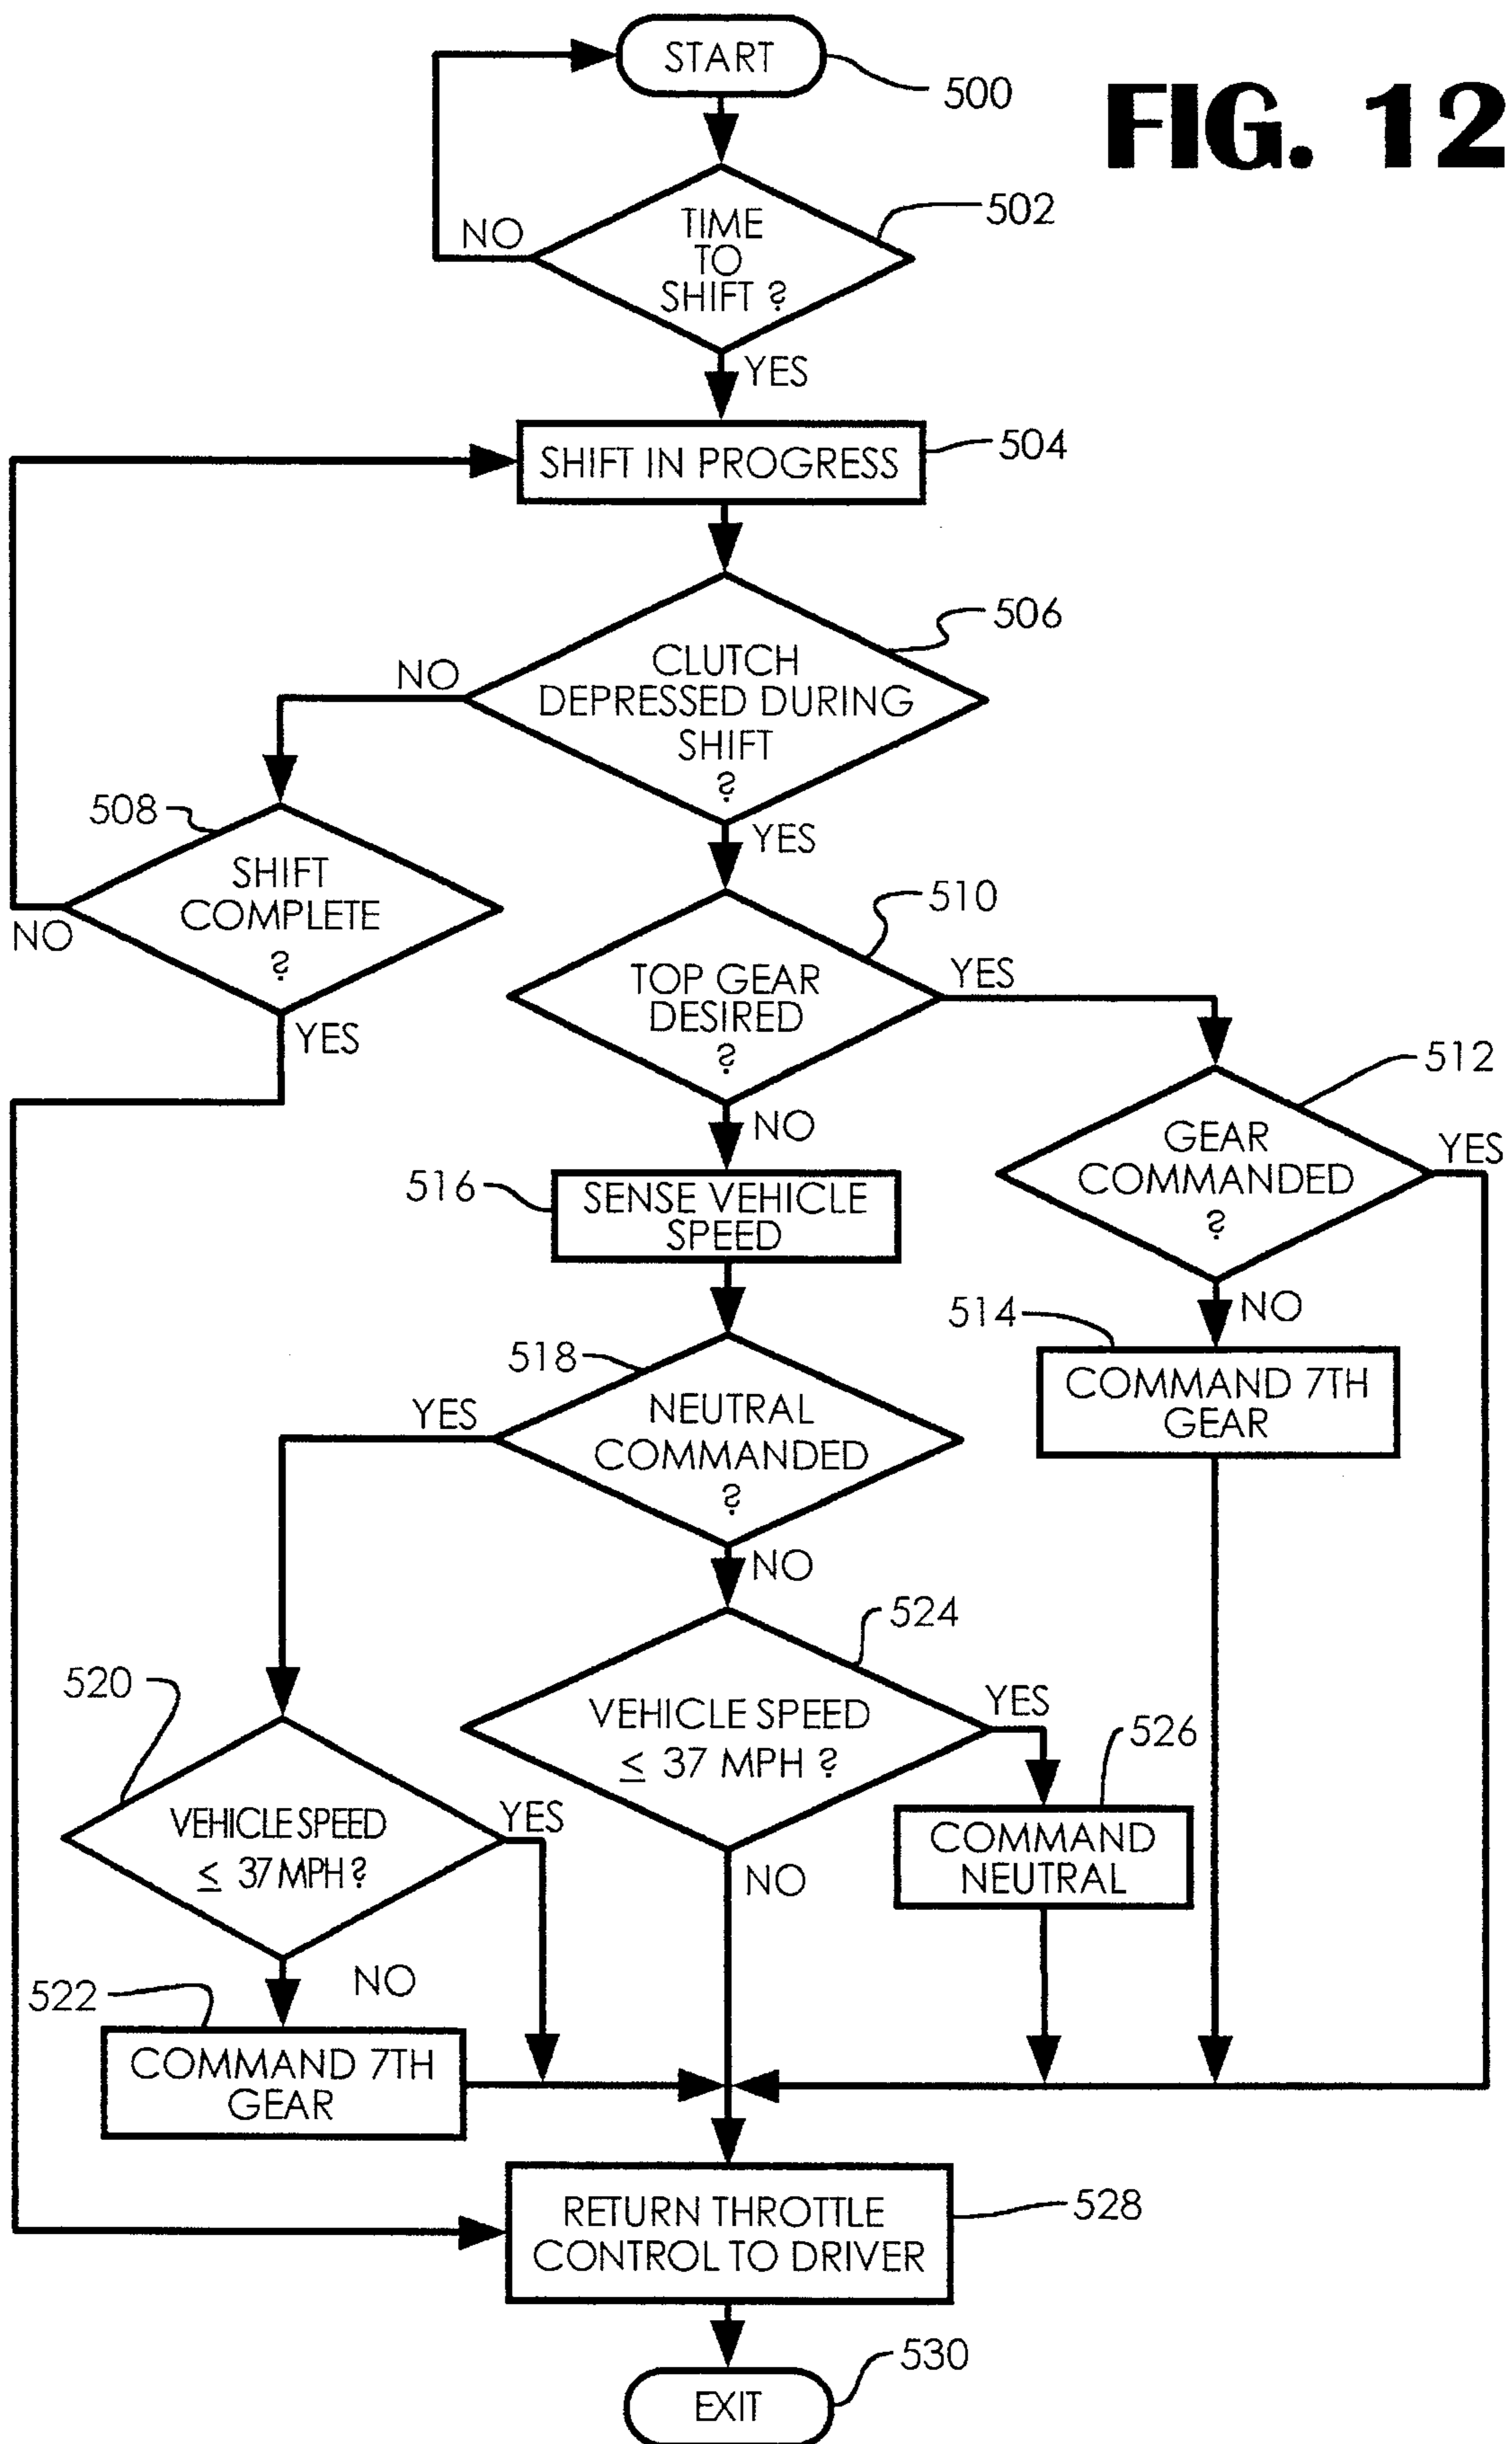 START
500
FIG. 12
502
TIME
TO
SHIFT ?
NO
YES
SHIFT IN PROGRESS
504
506
CLUTCH
DEPRESSED DURING
SHIFT
?
NO
YES
508
SHIFT
COMPLETE
?
NO
YES
510
TOP GEAR
DESIRED
?
YES
NO
512
GEAR
COMMANDED
?
YES
NO
516
SENSE VEHICLE
SPEED
514
COMMAND 7TH
GEAR
518
NEUTRAL
COMMANDED
?
YES
NO
524
VEHICLE SPEED
≤ 37 MPH ?
YES
NO
526
COMMAND
NEUTRAL
520
VEHICLE SPEED
≤ 37 MPH ?
YES
NO
522
COMMAND 7TH
GEAR
RETURN THROTTLE
CONTROL TO DRIVER
528
530
EXIT